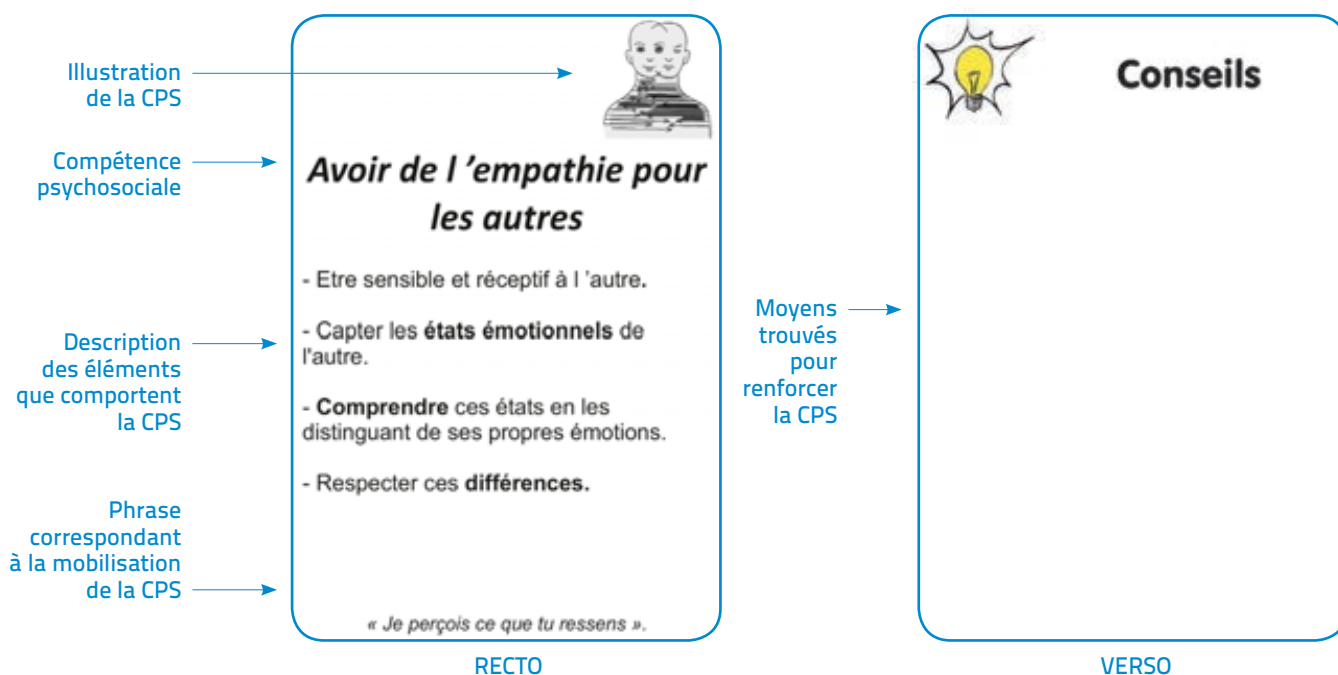 Illustration
de la CPS
Compétence
psychosociale
Description
des éléments
que comportent
la CPS
Phrase
correspondant
à la mobilisation
de la CPS
Avoir de l ’empathie pour
les autres
- Etre sensible et réceptif à l ’autre.
- Capter les états émotionnels de
l'autre.
- Comprendre ces états en les
distinguant de ses propres émotions.
- Respecter ces différences.
« Je perçois ce que tu ressens ».
RECTO
Moyens
trouvés
pour
renforcer
la CPS
Conseils
VERSO